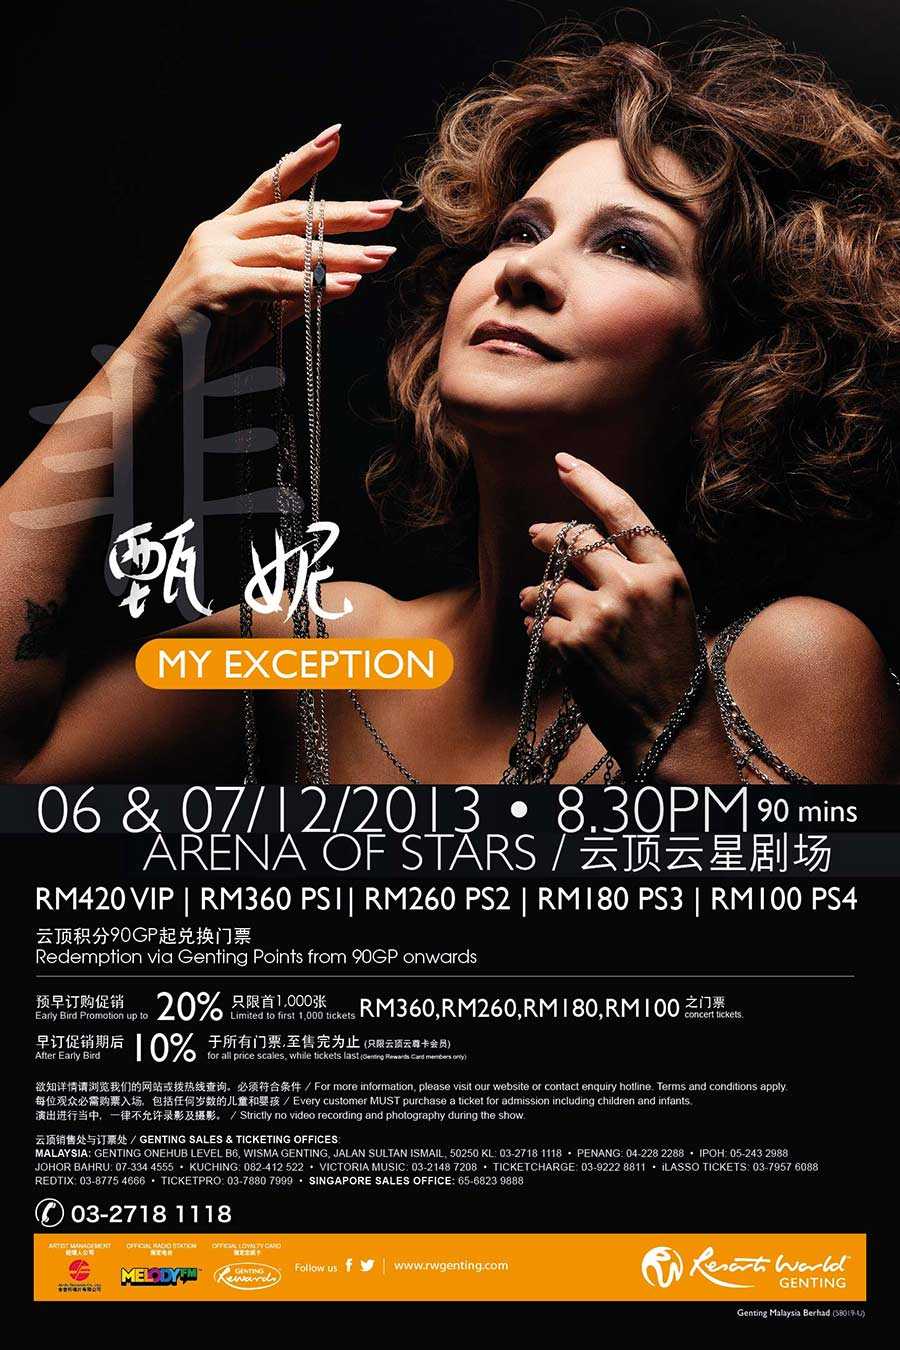 非
甄妮
MY EXCEPTION
06 & 07/12/2013 • 8.30PM 90 mins
ARENA OF STARS / 云顶云星剧场
RM420 VIP | RM360 PS1 | RM260 PS2 | RM180 PS3 | RM100 PS4
云顶积分90GP起兑换门票
Redemption via Genting Points from 90GP onwards
预早订购促销 20% 只限首1,000张 RM360,RM260,RM180,RM100 之门票
Early Bird Promotion up to Limited to first 1,000 tickets concert tickets.
早订促销期后 10% 于所有门票,至售完为止 (只限云顶云尊卡会员)
After Early Bird for all price scales, while tickets last (Genting Rewards Card members only)
欲知详情请浏览我们的网站或拨热线查询。必须符合条件 / For more information, please visit our website or contact enquiry hotline. Terms and conditions apply.
每位观众必需购票入场, 包括任何岁数的儿童和婴孩 / Every customer MUST purchase a ticket for admission including children and infants.
演出进行当中, 一律不允许录影及摄影。 / Strictly no video recording and photography during the show.
云顶销售处与订票处 / GENTING SALES & TICKETING OFFICES:
MALAYSIA: GENTING ONEHUB LEVEL B6, WISMA GENTING, JALAN SULTAN ISMAIL, 50250 KL: 03-2718 1118 • PENANG: 04-228 2288 • IPOH: 05-243 2988
JOHOR BAHRU: 07-334 4555 • KUCHING: 082-412 522 • VICTORIA MUSIC: 03-2148 7208 • TICKETCHARGE: 03-9222 8811 • iLASSO TICKETS: 03-7957 6088
REDTIX: 03-8775 4666 • TICKETPRO: 03-7880 7999 • SINGAPORE SALES OFFICE: 65-6823 9888
03-2718 1118
ARTIST MANAGEMENT OFFICIAL RADIO STATION OFFICIAL LOYALTY CARD
经理人公司 指定电台 指定忠诚卡
MELODY FM
GENTING Rewards
Follow us
www.rwgenting.com
Resorts World
GENTING
Genting Malaysia Berhad (58019-U)